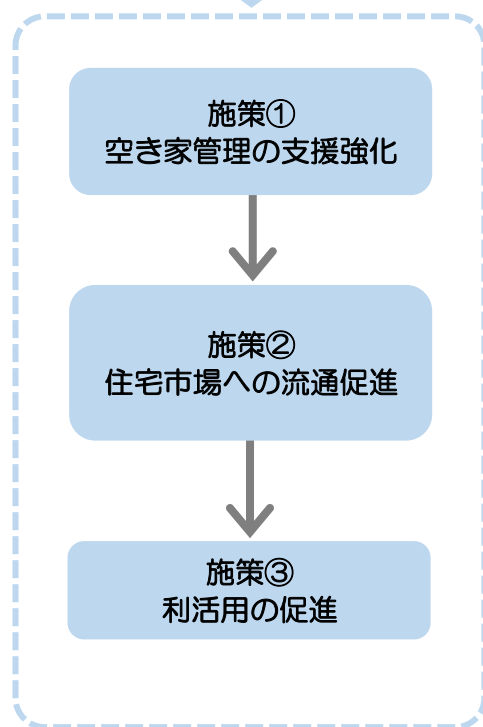 施策①
空き家管理の支援強化
施策②
住宅市場への流通促進
施策③
利活用の促進